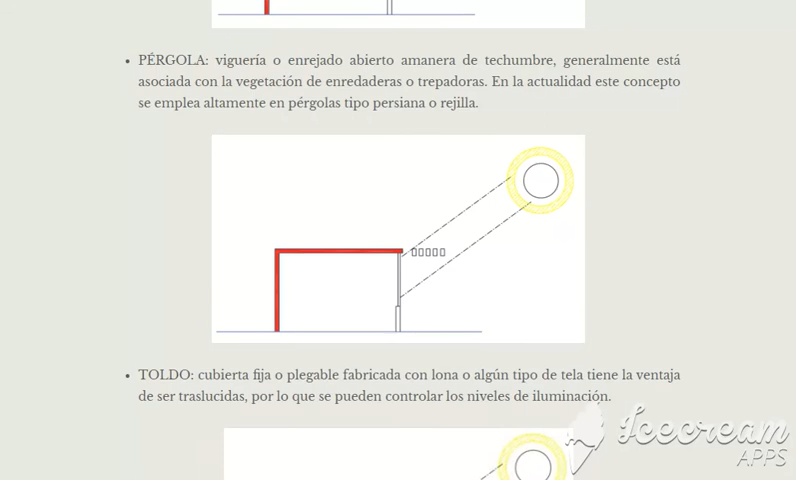 PÉRGOLA: viguería o enrejado abierto amanera de techumbre, generalmente está
asociada con la vegetación de enredaderas o trepadoras. En la actualidad este concepto
se emplea altamente en pérgolas tipo persiana o rejilla.
TOLDO: cubierta fija o plegable fabricada con lona o algún tipo de tela tiene la ventaja
de ser traslucidas, por lo que se pueden controlar los niveles de iluminación.
Icecream
APPS